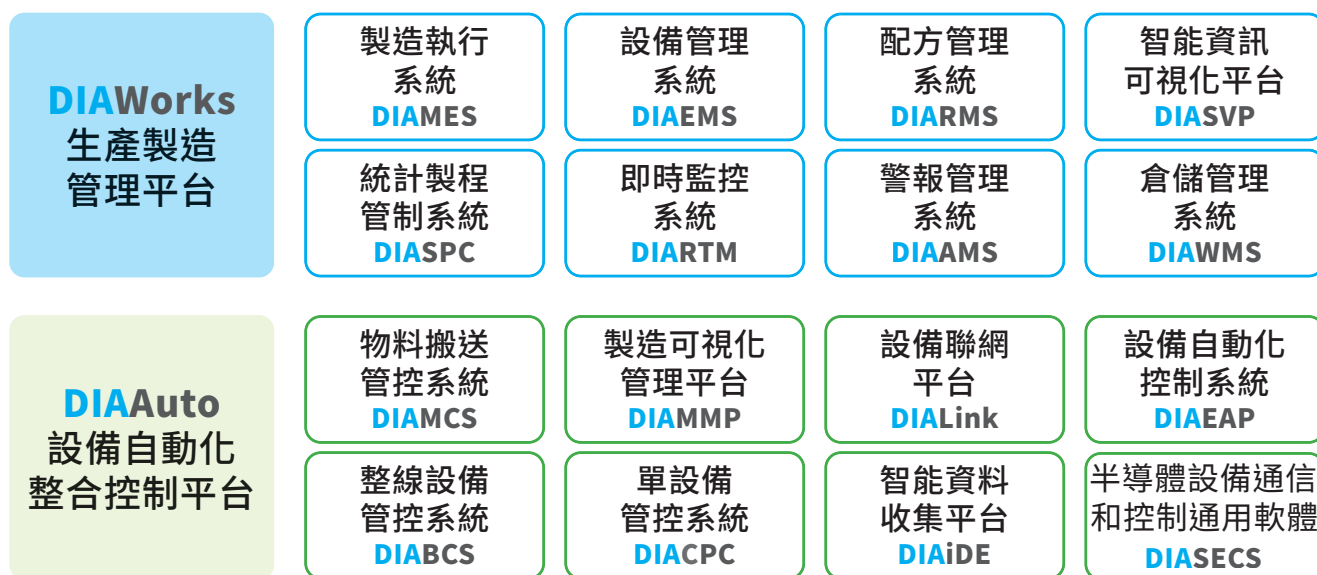 DIAWorks
生產製造
管理平台
製造執行
系統
DIAMES
設備管理
系統
DIAEMS
配方管理
系統
DIARMS
智能資訊
可視化平台
DIASVP
統計製程
管制系統
DIASPC
即時監控
系統
DIARTM
警報管理
系統
DIAAMS
倉儲管理
系統
DIAWMS
DIAAuto
設備自動化
整合控制平台
物料搬送
管控系統
DIAMCS
製造可視化
管理平台
DIAMMP
設備聯網
平台
DIALink
設備自動化
控制系統
DIAEAP
整線設備
管控系統
DIABCS
單設備
管控系統
DIACPC
智能資料
收集平台
DIAiDE
半導體設備通信
和控制通用軟體
DIASECS